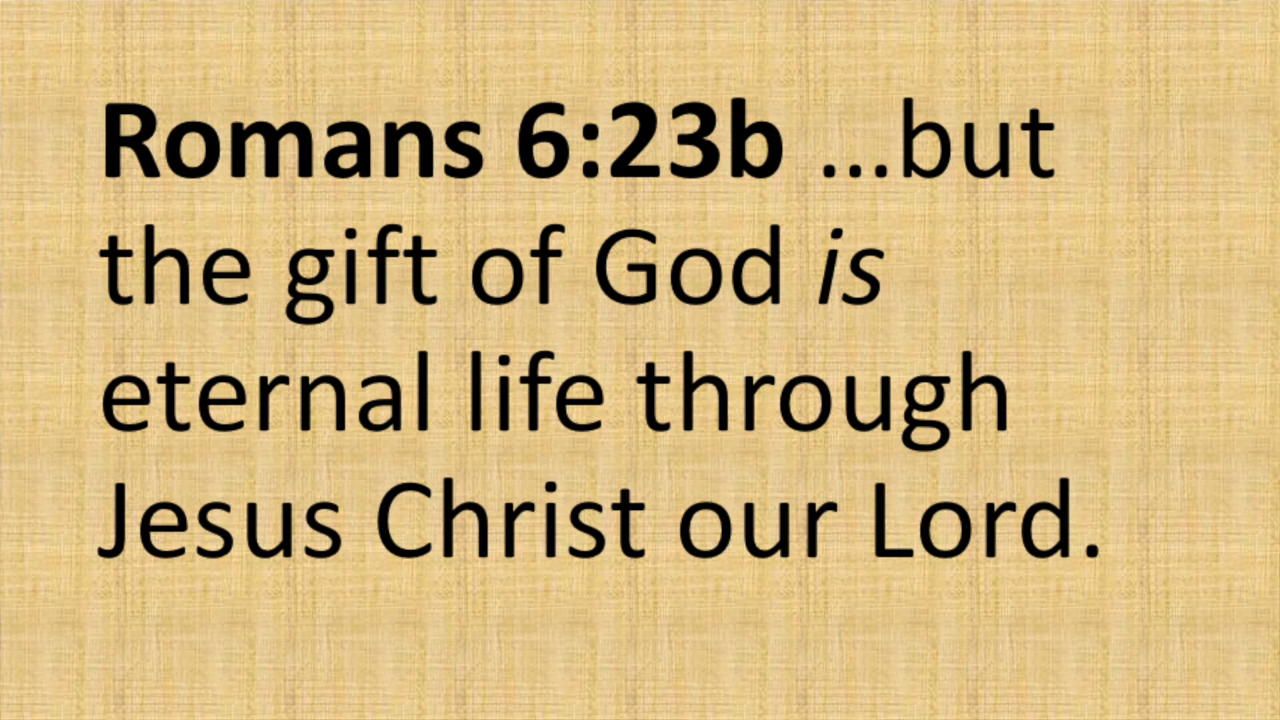 Romans 6:23b ...but
the gift of God is
eternal life through
Jesus Christ our Lord.